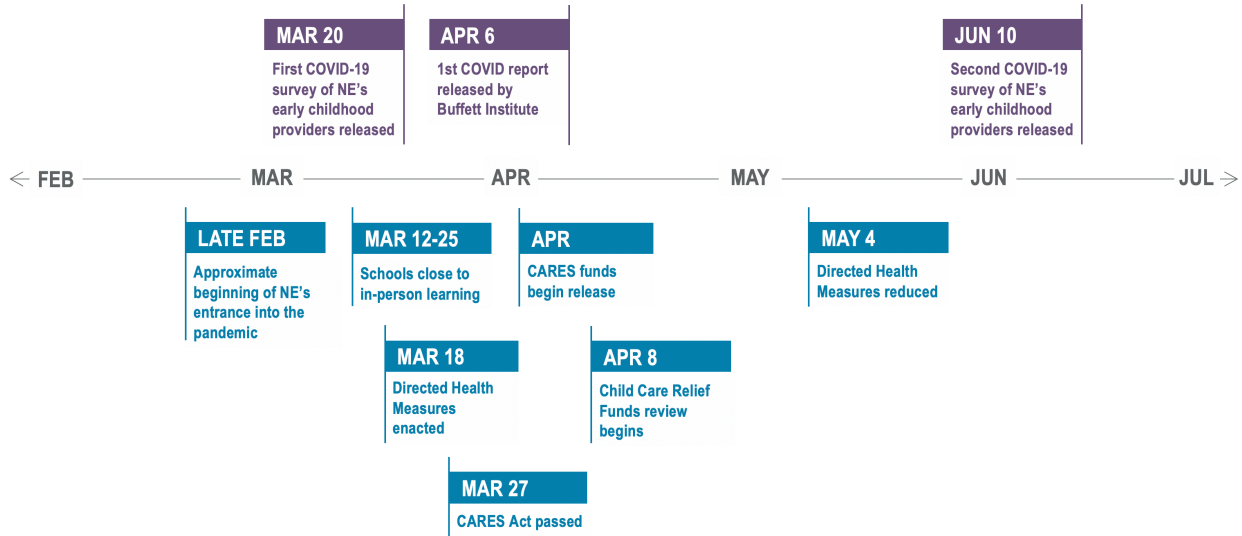 MAR 20
First COVID-19
survey of NE’s
early childhood
providers released
APR 6
1st COVID report
released by
Buffett Institute
JUN 10
Second COVID-19
survey of NE’s
early childhood
providers released
FEB
MAR
APR
MAY
JUN
JUL
LATE FEB
Approximate
beginning of NE’s
entrance into the
pandemic
MAR 12-25
Schools close to
in-person learning
APR
CARES funds
begin release
MAY 4
Directed Health
Measures reduced
MAR 18
Directed Health
Measures
enacted
APR 8
Child Care Relief
Funds review
begins
MAR 27
CARES Act passed